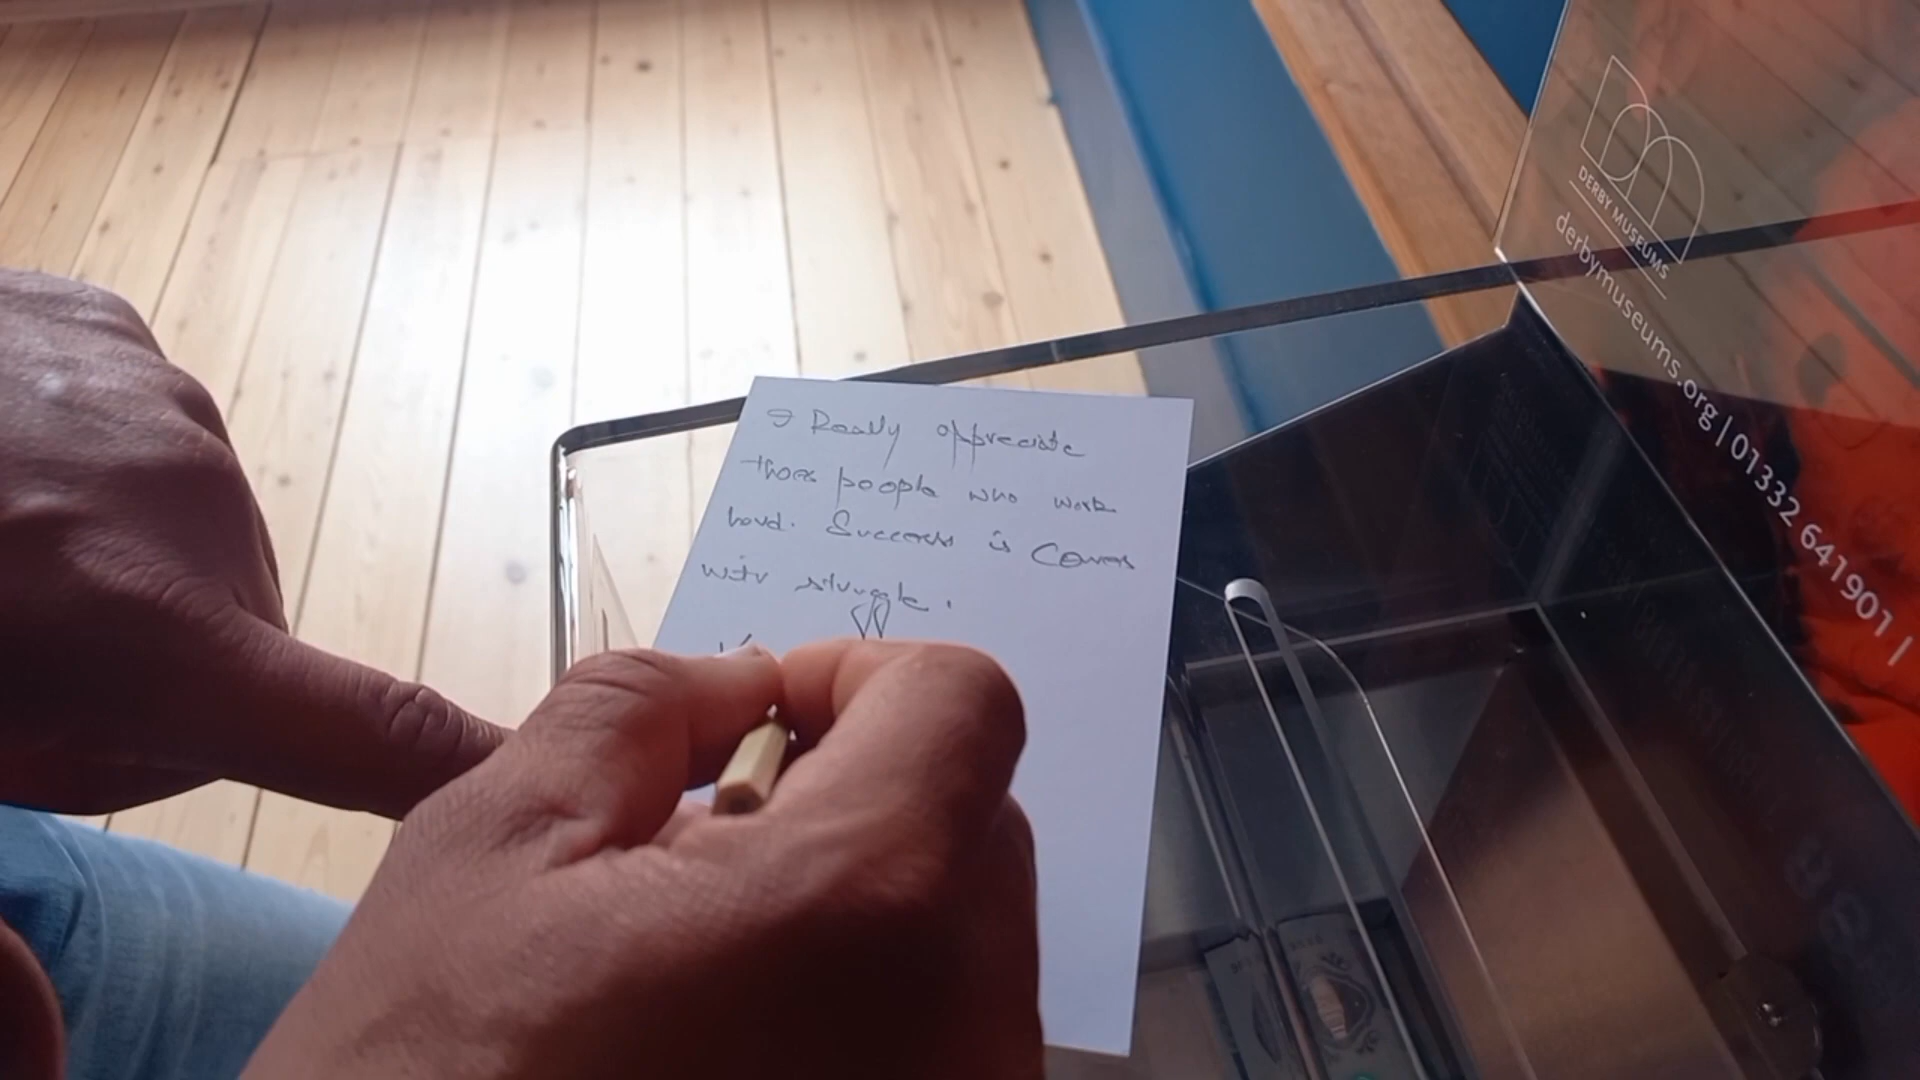 I Really appreciate
those people who work
hard. Success is comes
with struggle.
DERBY MUSEUMS
derbymuseums.org | 01332 641901 |